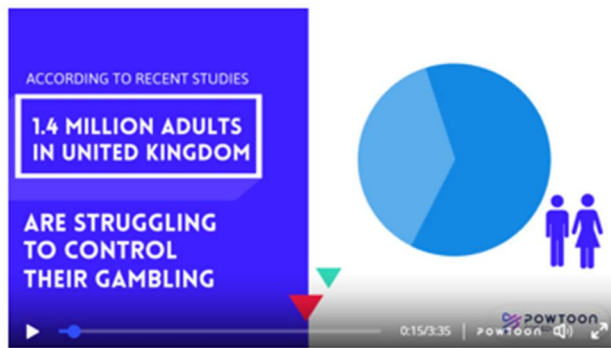 ACCORDING TO RECENT STUDIES
1.4 MILLION ADULTS
IN UNITED KINGDOM
ARE STRUGGLING
TO CONTROL
THEIR GAMBLING
POWTOON
0:15/3:35 POWTOON